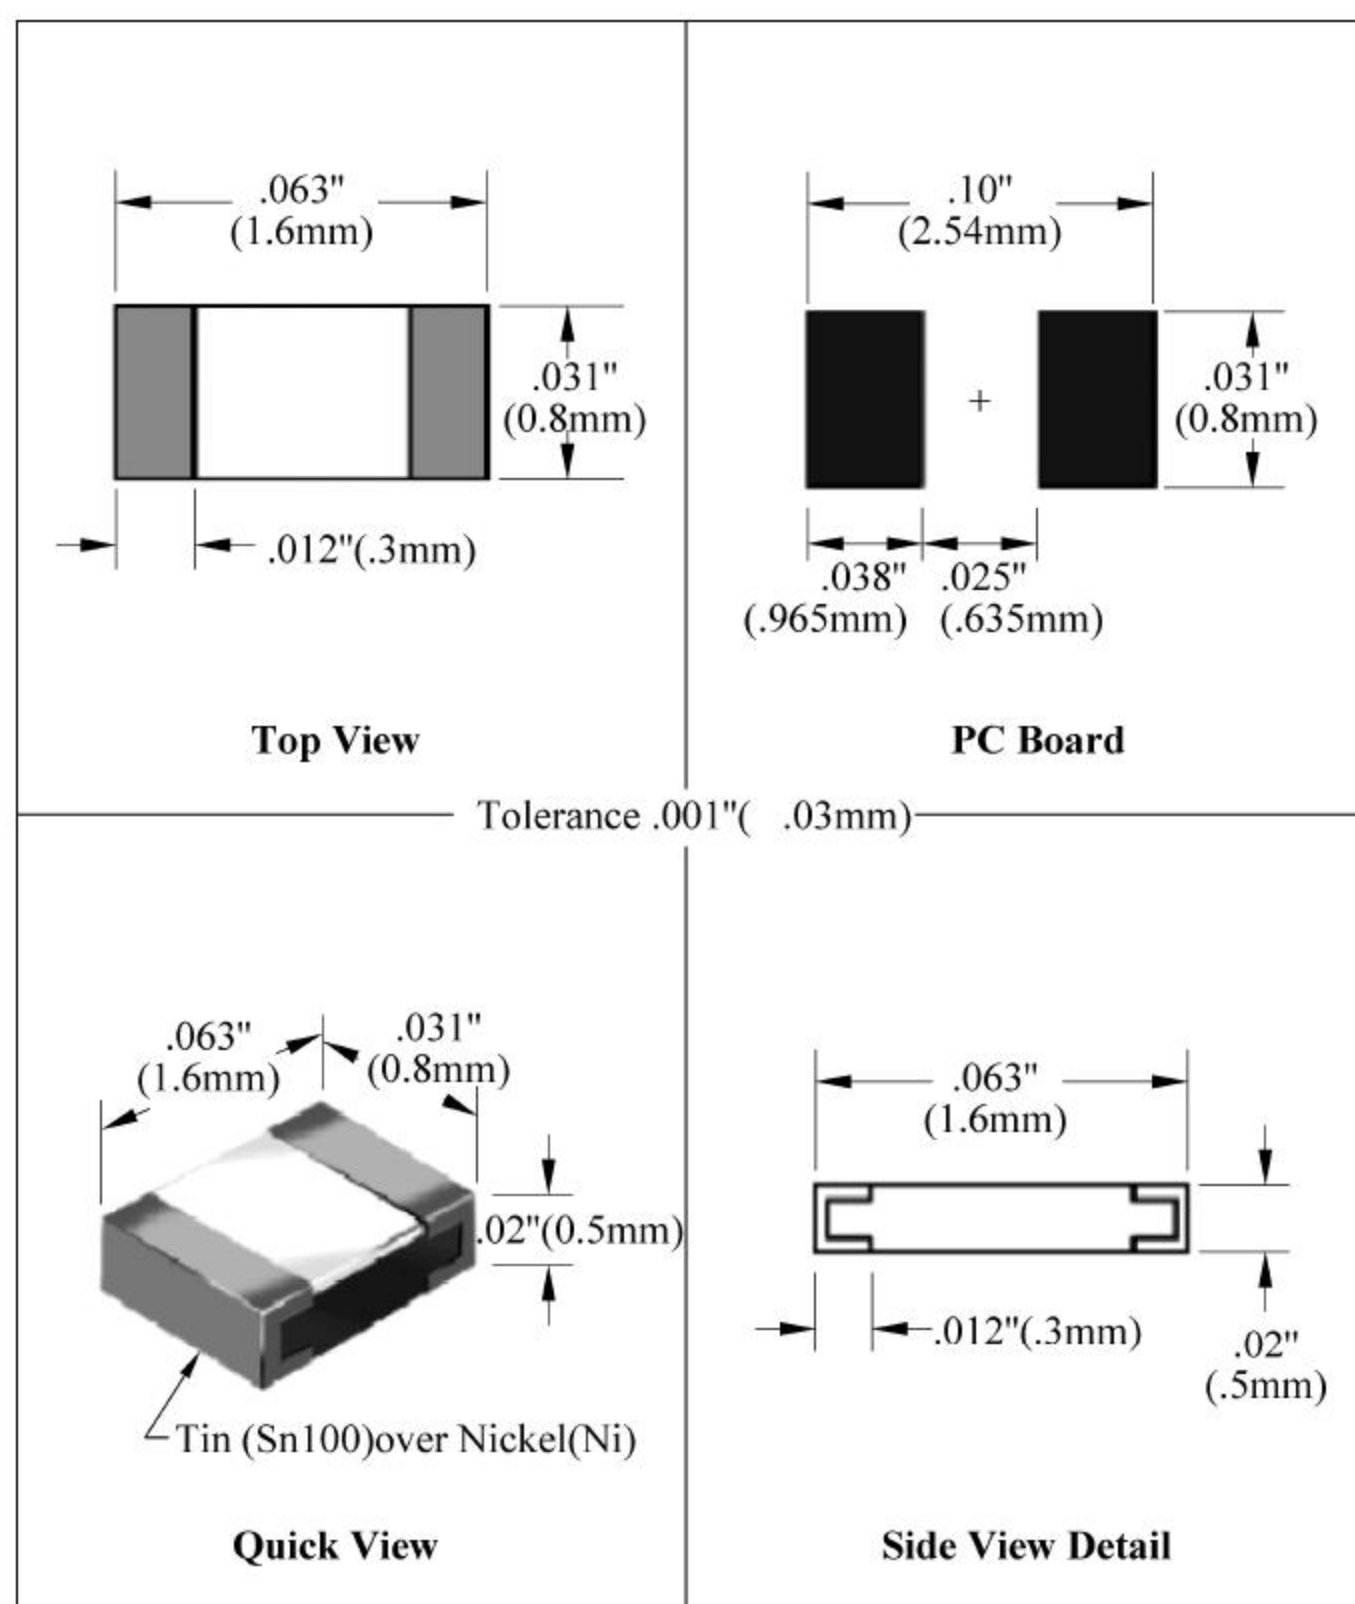 .063"
(1.6mm)
.031"
(0.8mm)
.012"(.3mm)
Top View
.10"
(2.54mm)
+
.031"
(0.8mm)
.038"
(.965mm)
.025"
(.635mm)
PC Board
Tolerance .001"( .03mm)
.063"
(1.6mm)
.031"
(0.8mm)
.02"(0.5mm)
Tin (Sn100)over Nickel(Ni)
Quick View
.063"
(1.6mm)
.012"(.3mm)
.02"
(.5mm)
Side View Detail